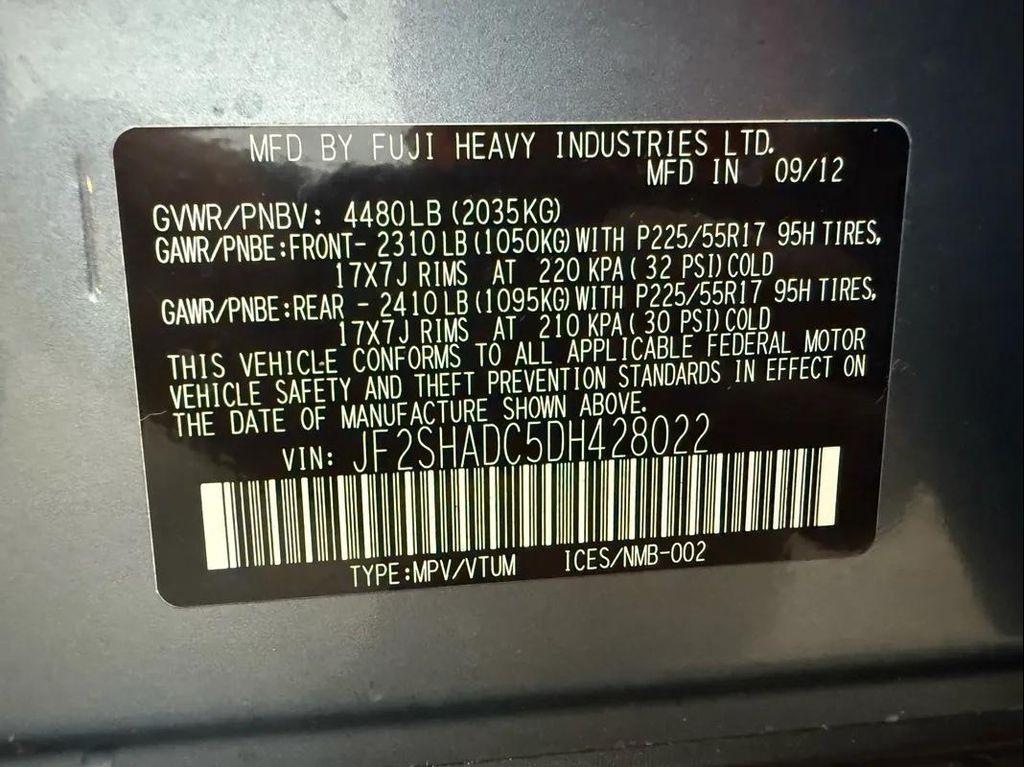 MFD BY FUJI HEAVY INDUSTRIES LTD.
MFD IN 09/12
GVWR/PNBV: 4480LB (2035KG)
GAWR/PNBE:FRONT- 2310LB (1050KG) WITH P225/55R17 95H TIRES,
17X7J RIMS AT 220 KPA ( 32 PSI) COLD
GAWR/PNBE:REAR - 2410LB (1095KG) WITH P225/55R17 95H TIRES,
17X7J RIMS AT 210 KPA ( 30 PSI) COLD
THIS VEHICLE CONFORMS TO ALL APPLICABLE FEDERAL MOTOR
VEHICLE SAFETY AND THEFT PREVENTION STANDARDS IN EFFECT ON
THE DATE OF MANUFACTURE SHOWN ABOVE.
VIN: JF2SHADC5DH428022
TYPE:MPV/VTUM ICES/NMB-002